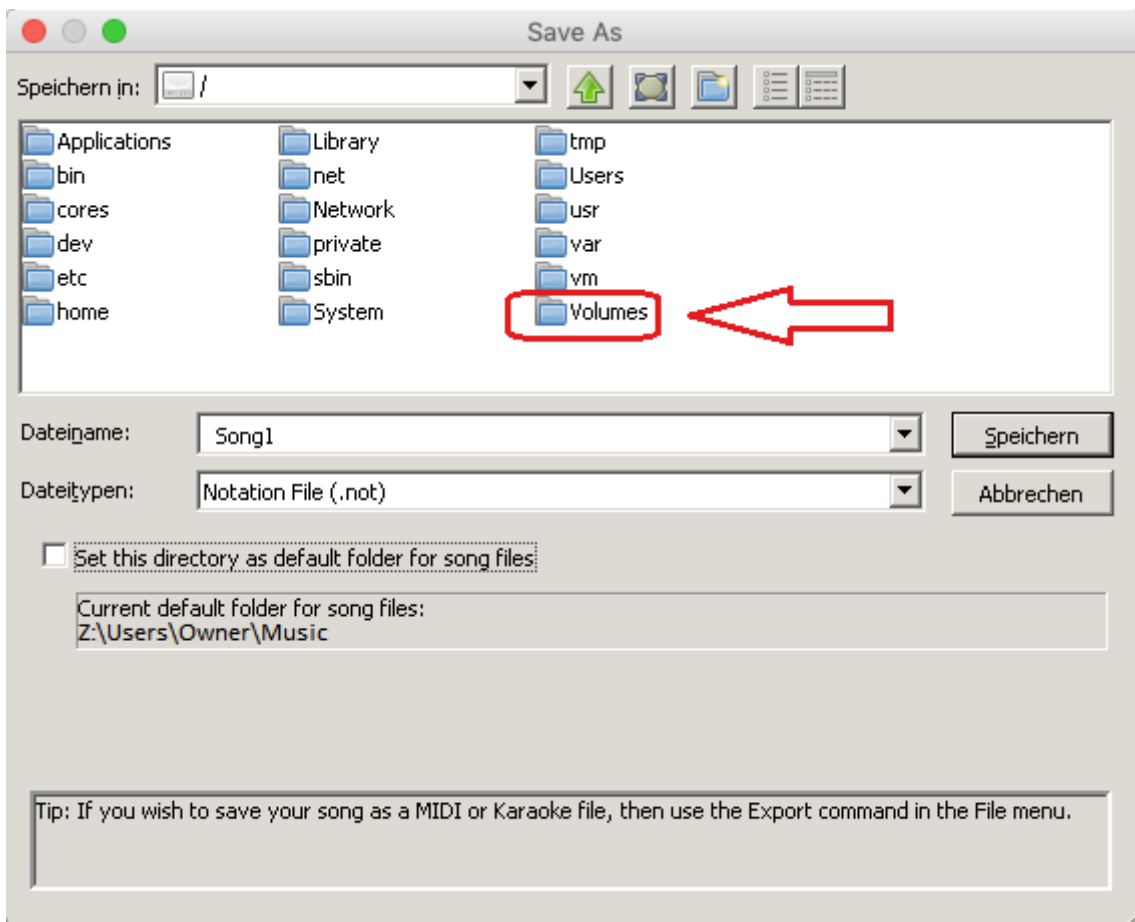 Save As
Speichern in: /
Applications Library tmp
bin net Users
cores Network usr
dev private var
etc sbin vm
home System Volumes
Dateiname: Song1 Speichern
Dateitypen: Notation File (.not) Abbrechen
Set this directory as default folder for song files
Current default folder for song files:
Z:\Users\Owner\Music
Tip: If you wish to save your song as a MIDI or Karaoke file, then use the Export command in the File menu.